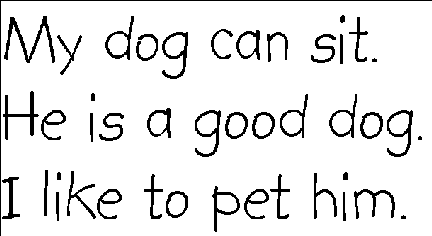 My dog can sit.
He is a good dog.
I like to pet him.